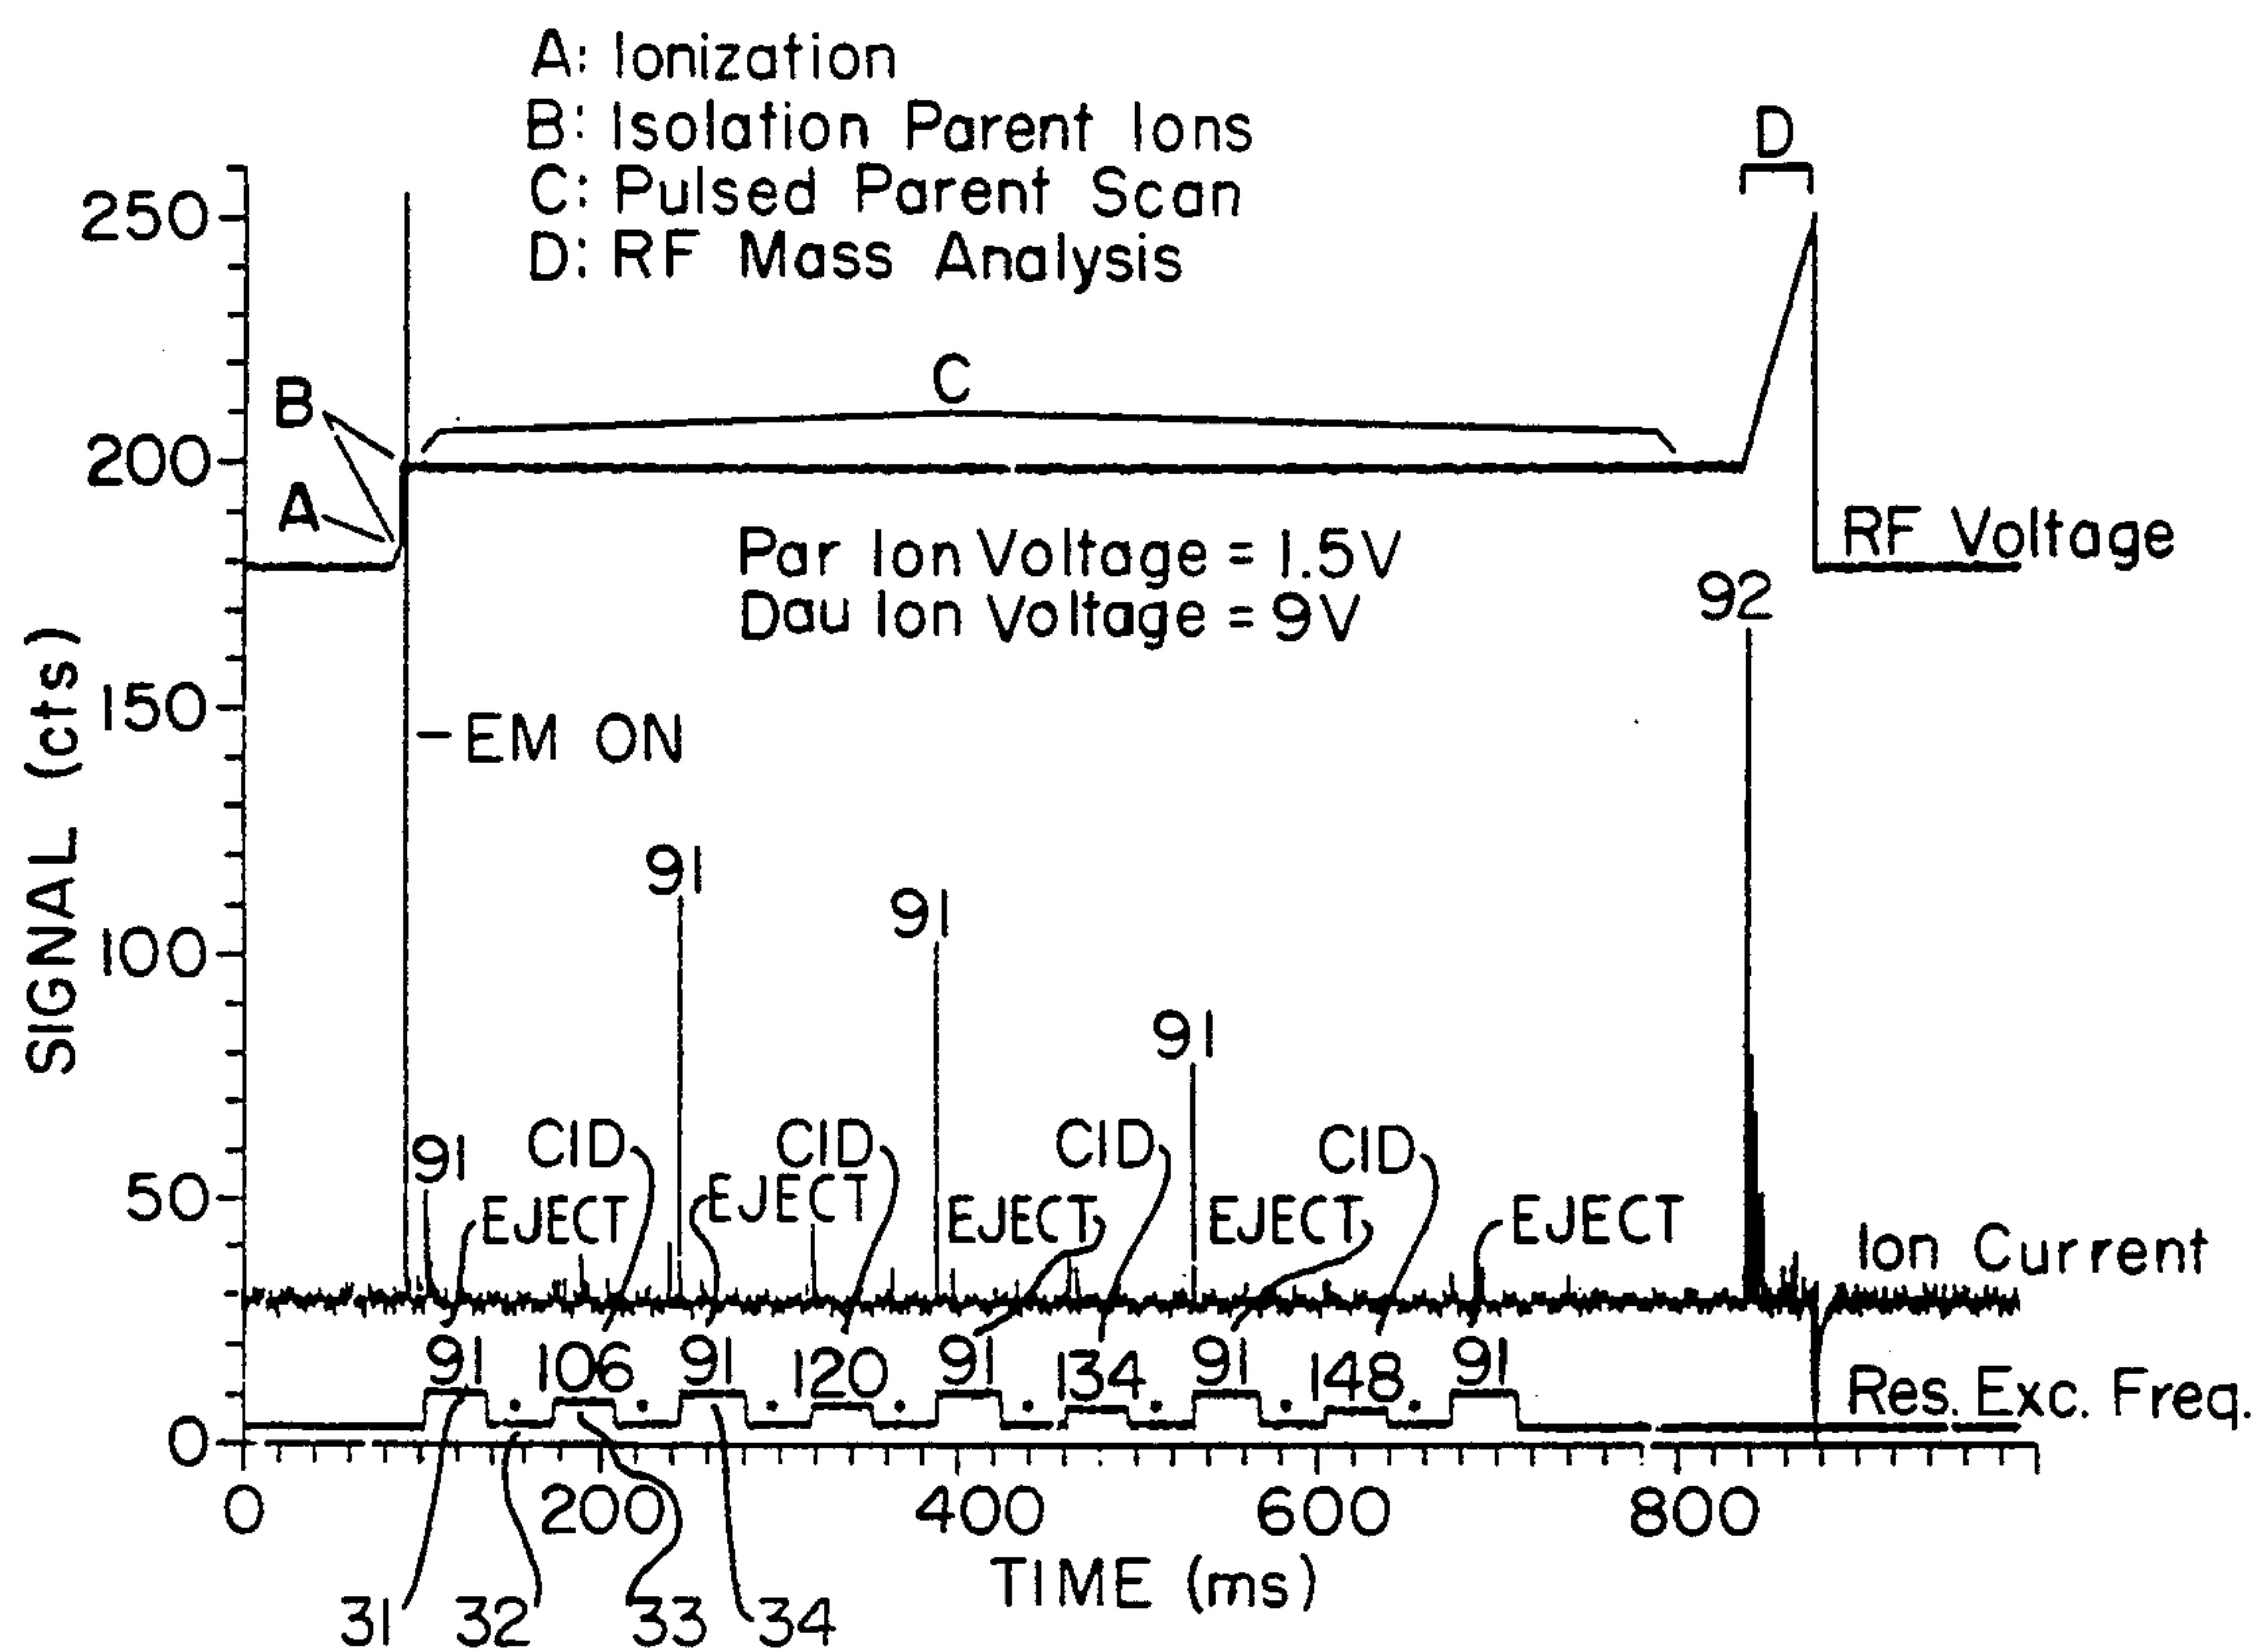 A: Ionization
B: Isolation Parent Ions
C: Pulsed Parent Scan
D: RF Mass Analysis
D
250
C
B
200
A
RF Voltage
Par Ion Voltage = 1.5V
Dau Ion Voltage = 9V
92
SIGNAL (cts)
150
-EM ON
91
91
100
91
91
CID
CID
CID
CID
50
EJECT
EJECT
EJECT
EJECT
EJECT
Ion Current
91
106
91
120
91
134
91
148
91
Res. Exc. Freq.
0
0
200
400
600
800
TIME (ms)
31
32
33
34